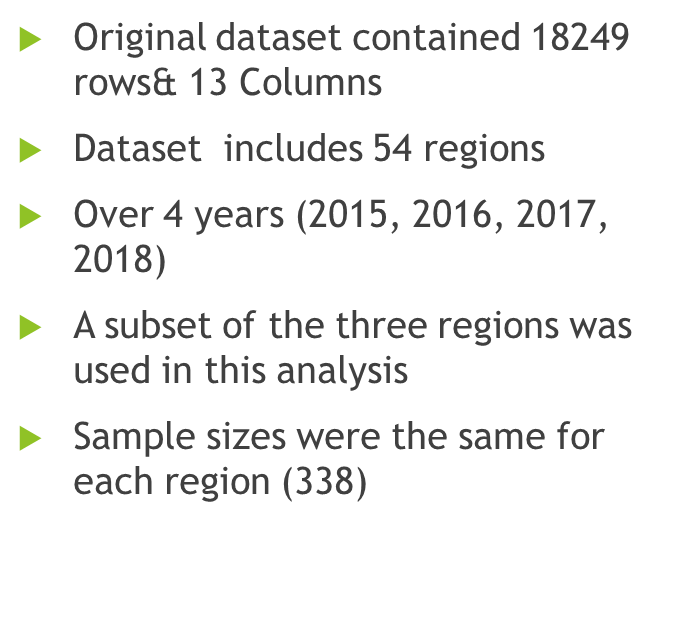 Original dataset contained 18249
rows& 13 Columns
Dataset  includes 54 regions
Over 4 years (2015, 2016, 2017,
2018)
A subset of the three regions was
used in this analysis
Sample sizes were the same for
each region (338)